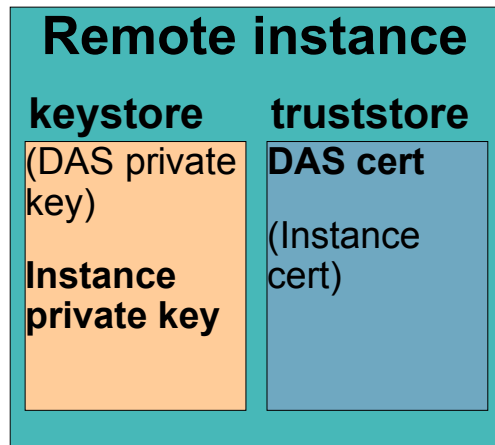 Remote instance
keystore
(DAS private
key)
Instance
private key
truststore
DAS cert
(Instance
cert)